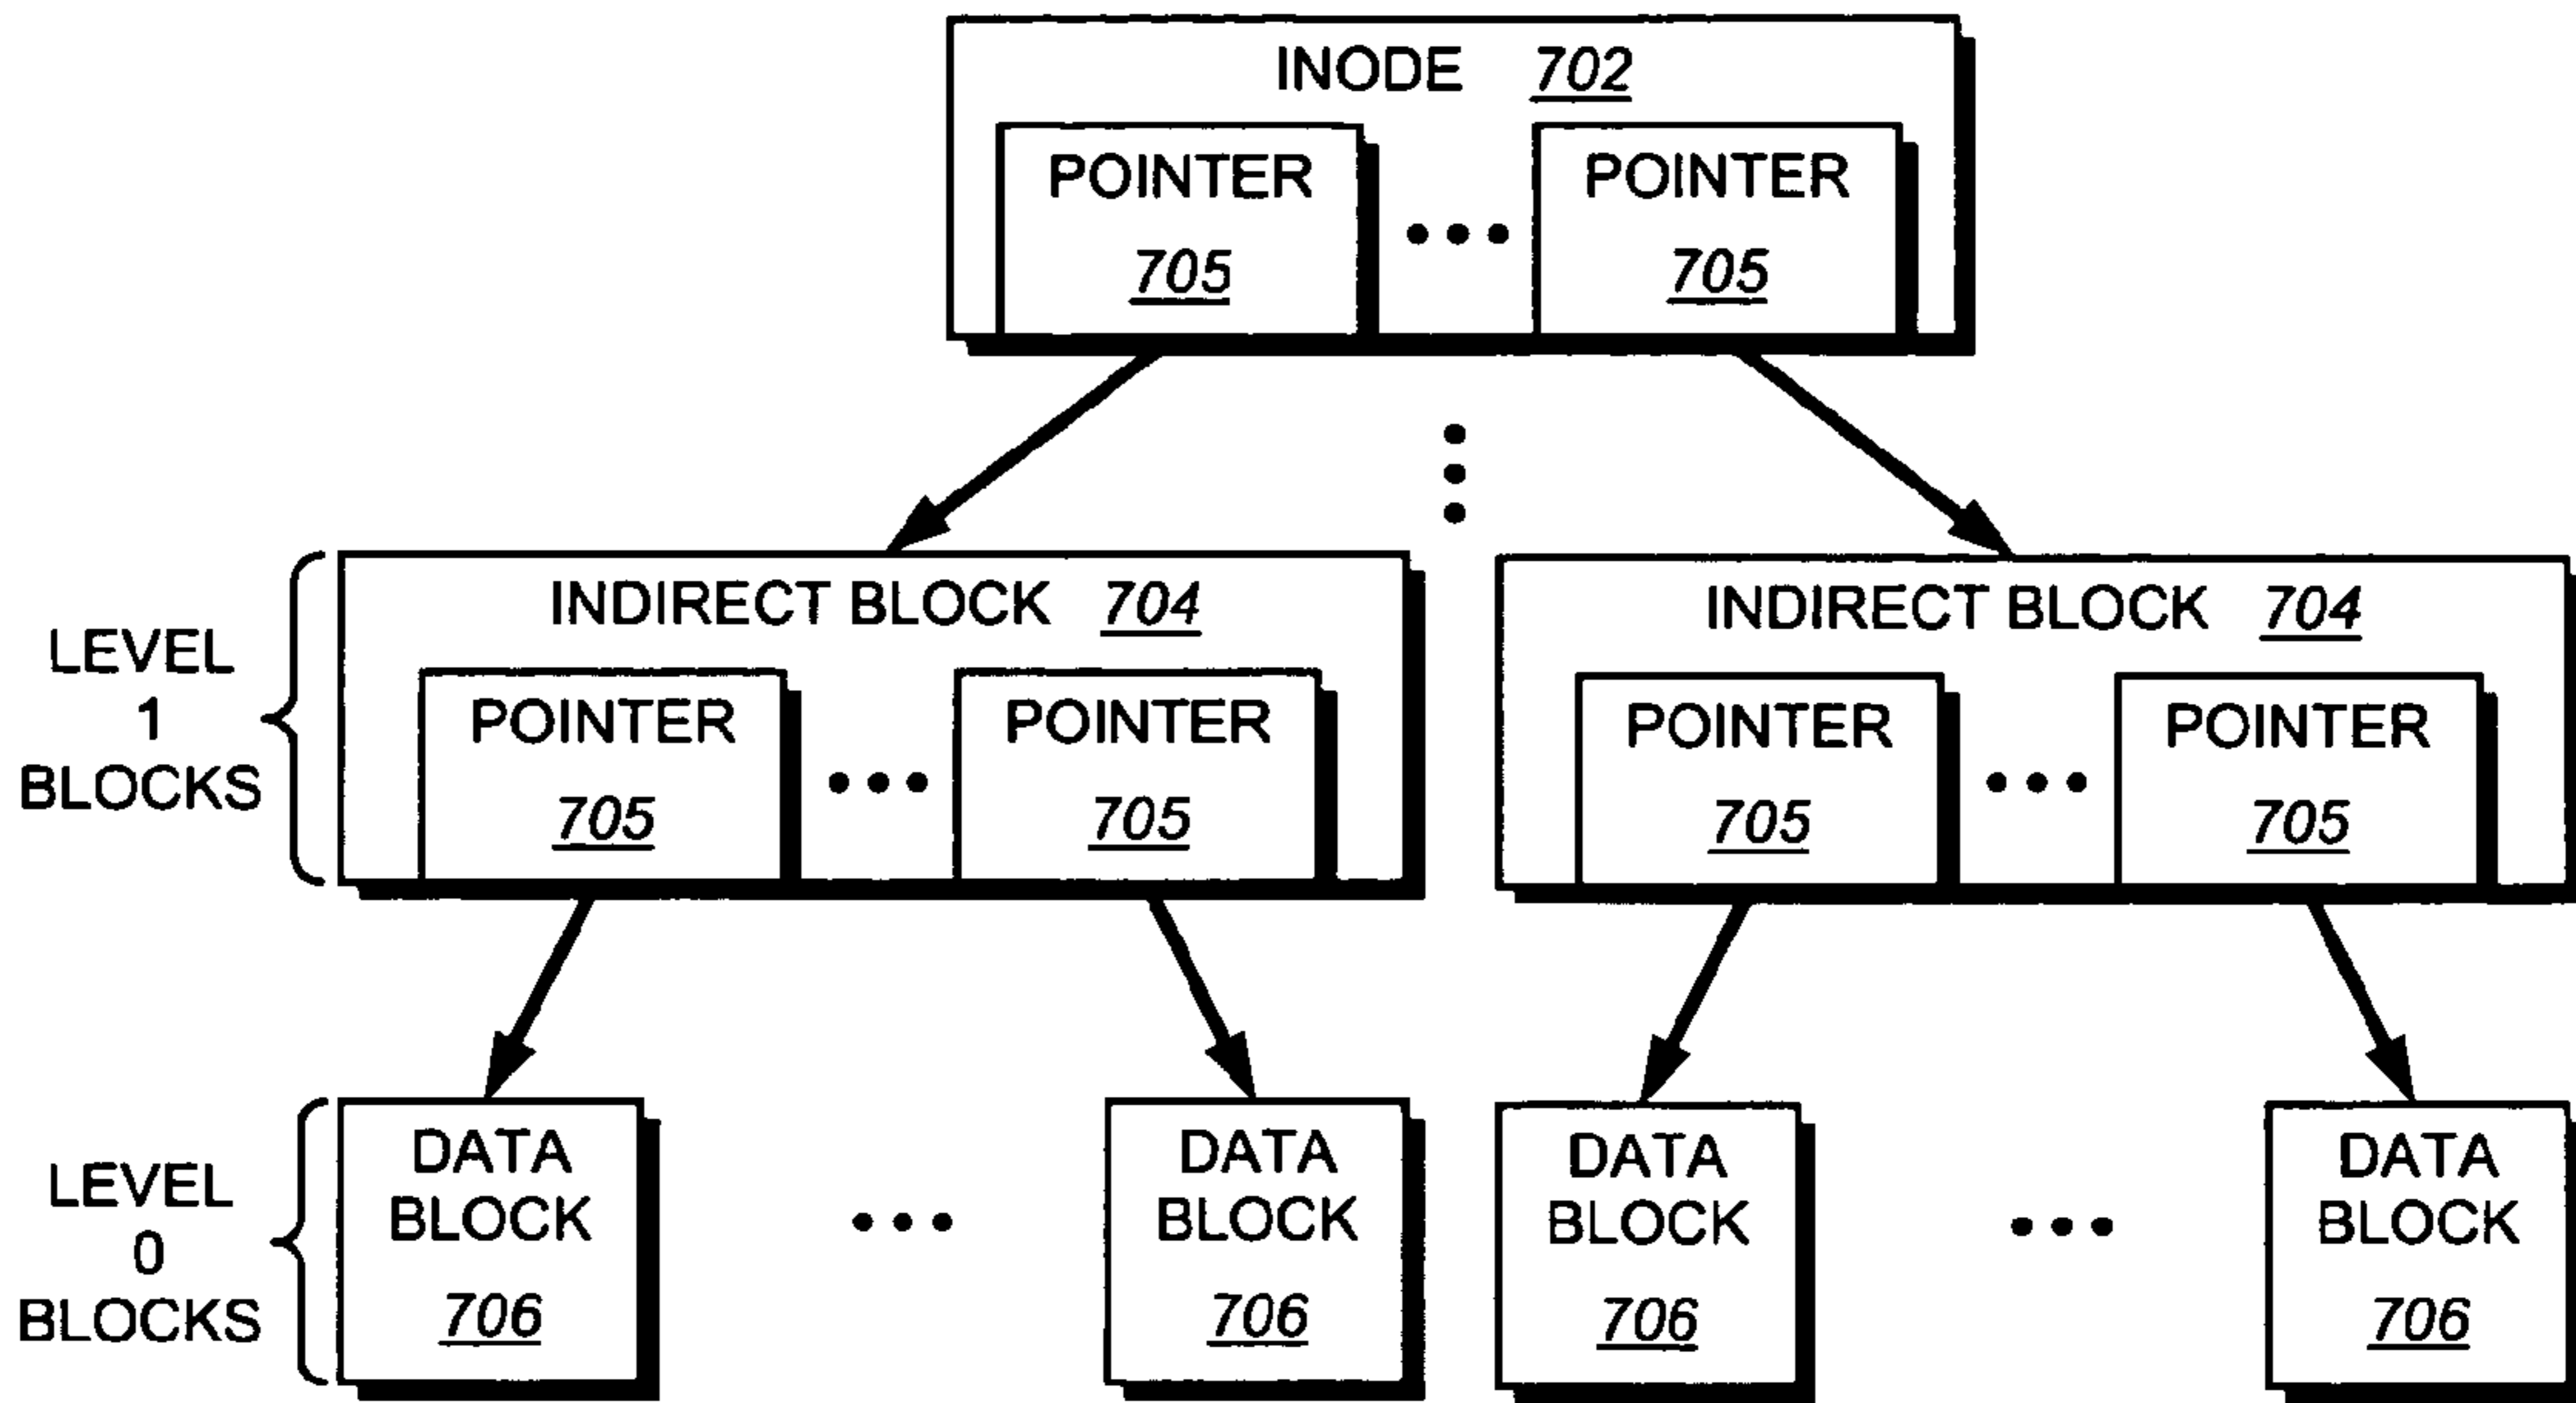 INODE 702
POINTER POINTER
705 705
INDIRECT BLOCK 704 INDIRECT BLOCK 704
LEVEL
1
BLOCKS
POINTER POINTER POINTER POINTER
705 705 705 705
LEVEL
0
BLOCKS
DATA DATA DATA DATA
BLOCK BLOCK BLOCK BLOCK
706 706 706 706